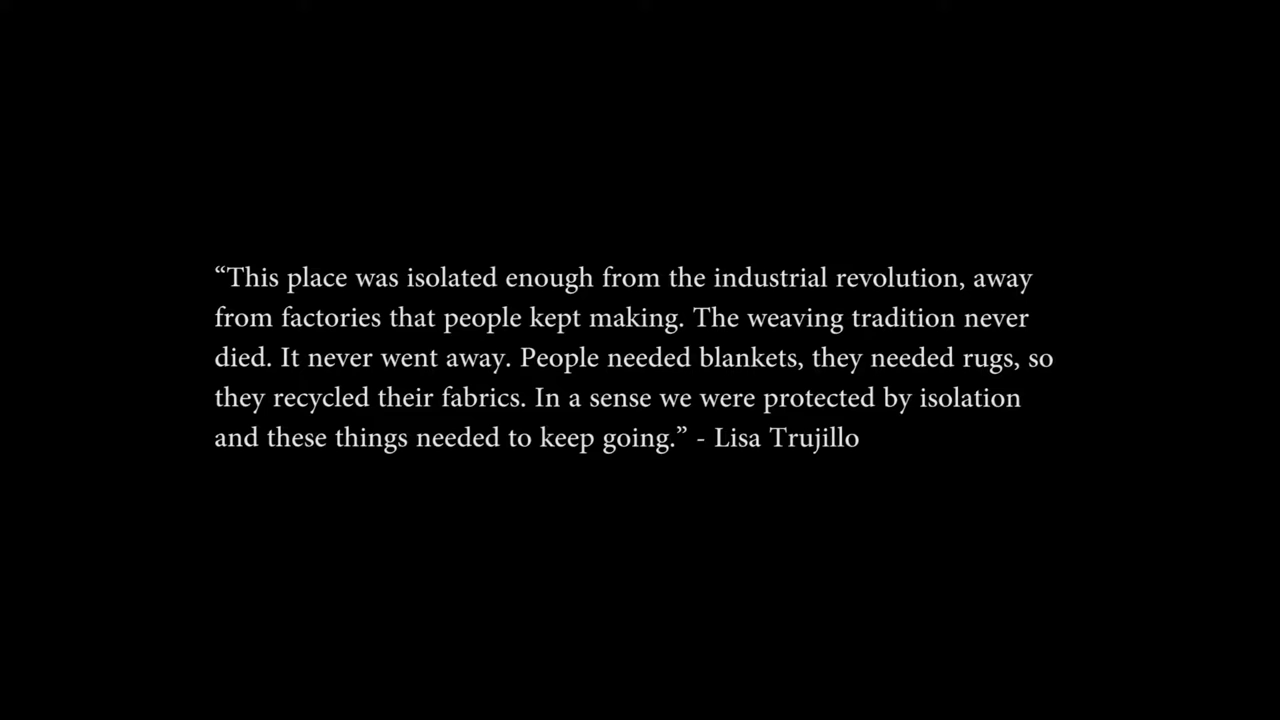 “This place was isolated enough from the industrial revolution, away
from factories that people kept making. The weaving tradition never
died. It never went away. People needed blankets, they needed rugs, so
they recycled their fabrics. In a sense we were protected by isolation
and these things needed to keep going.” - Lisa Trujillo